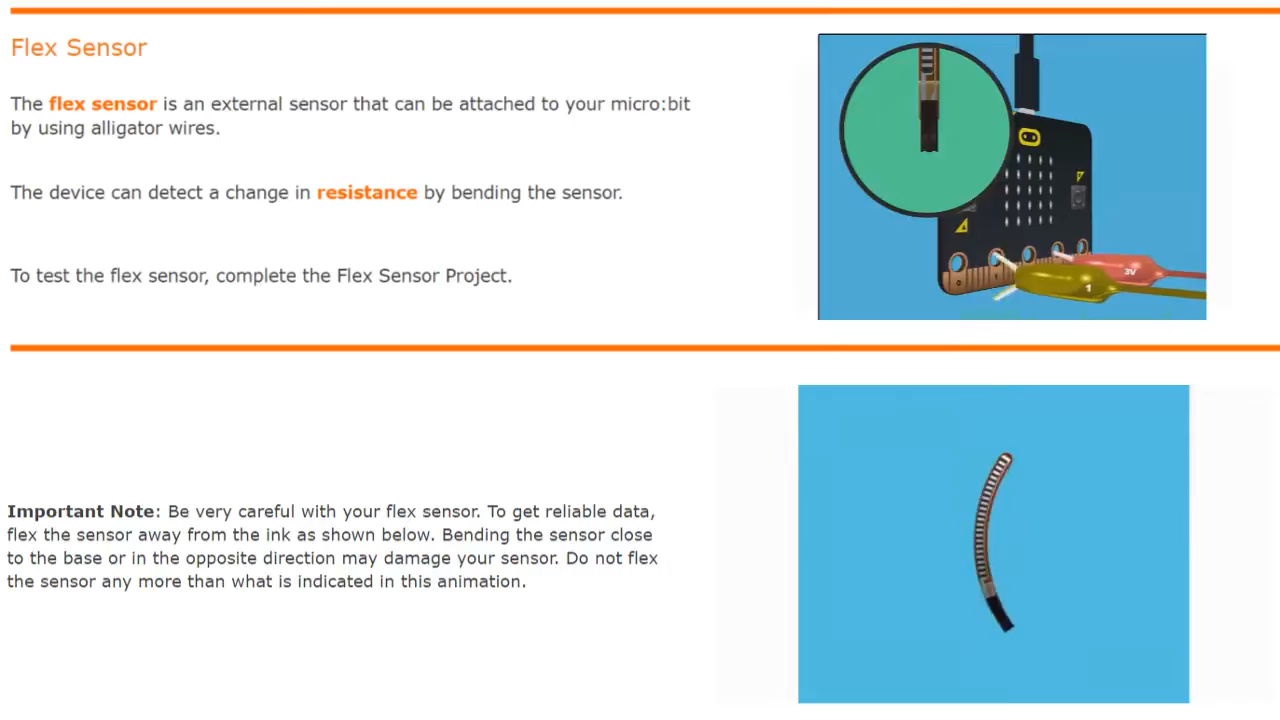 Flex Sensor
The flex sensor is an external sensor that can be attached to your micro:bit
by using alligator wires.
The device can detect a change in resistance by bending the sensor.
To test the flex sensor, complete the Flex Sensor Project.
3V
1
Important Note: Be very careful with your flex sensor. To get reliable data,
flex the sensor away from the ink as shown below. Bending the sensor close
to the base or in the opposite direction may damage your sensor. Do not flex
the sensor any more than what is indicated in this animation.